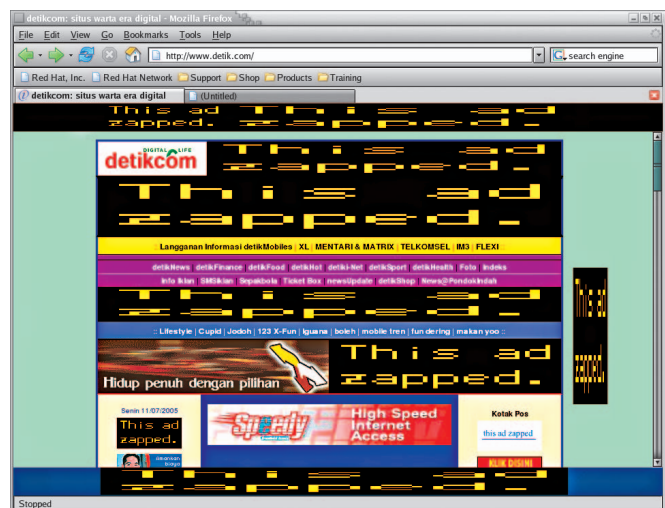 detikcom: situs warta era digital - Mozilla Firefox
File Edit View Go Bookmarks Tools Help
http://www.detik.com/
search engine
Red Hat, Inc. Red Hat Network Support Shop Products Training
detikcom: situs warta era digital (Untitled)
This ad This ad
zapped. zapped.
DIGITAL LIFE
detikcom
This ad
zapped.
This ad
zapped.
:: Langganan Informasi detikMobiles | XL | MENTARI & MATRIX | TELKOMSEL | IM3 | FLEXI ::
detikNews detikFinance detikFood detikHot detiki-Net detikSport detikHealth Foto Indeks
Info Iklan SMSiklan Sepakbola Ticket Box newsUpdate detikShop News@PondokIndah
This ad
zapped.
:: Lifestyle | Cupid | Jodoh | 123 X-Fun | Iguana | boleh | mobile tren | fun dering | makan yoo ::
Hidup penuh dengan pilihan
This ad
zapped.
This ad
zapped.
Senin 11/07/2005
This ad
zapped.
Speedy
High Speed
Internet
Access
Kotak Pos
this ad zapped
KLIK DISINI
This ad
zapped.
Stopped